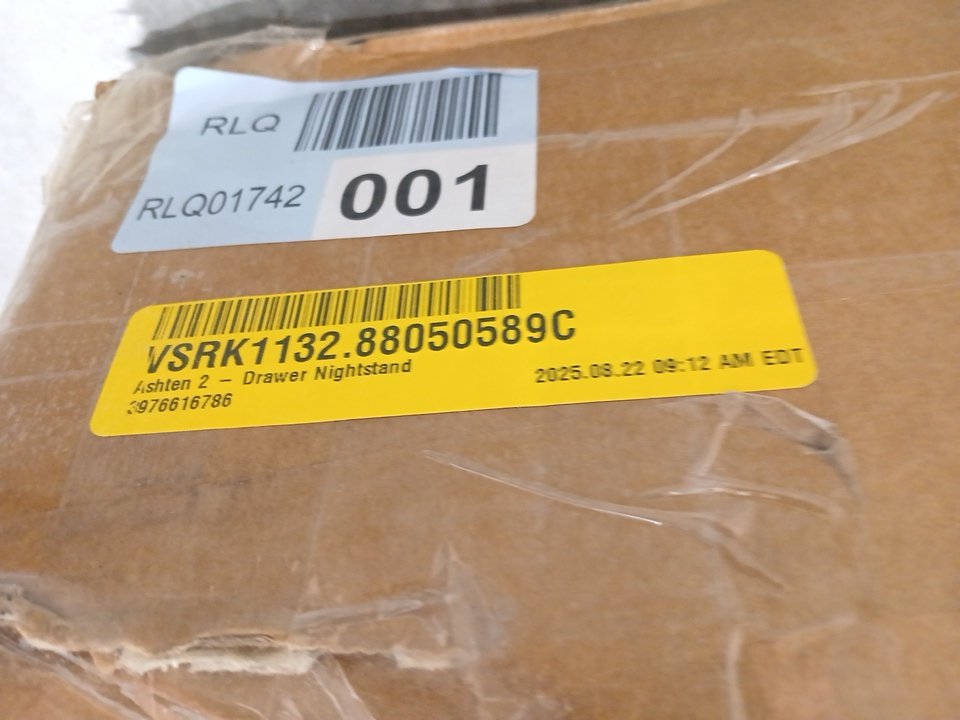 RLQ
RLQ01742
001
VSRK1132.88050589C
Ashten 2 – Drawer Nightstand
2025.08.22 09:12 AM EDT
3976616786